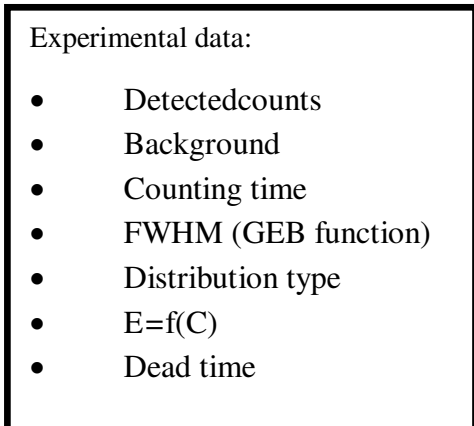 Experimental data:
• Detectedcounts
• Background
• Counting time
• FWHM (GEB function)
• Distribution type
• E=f(C)
• Dead time